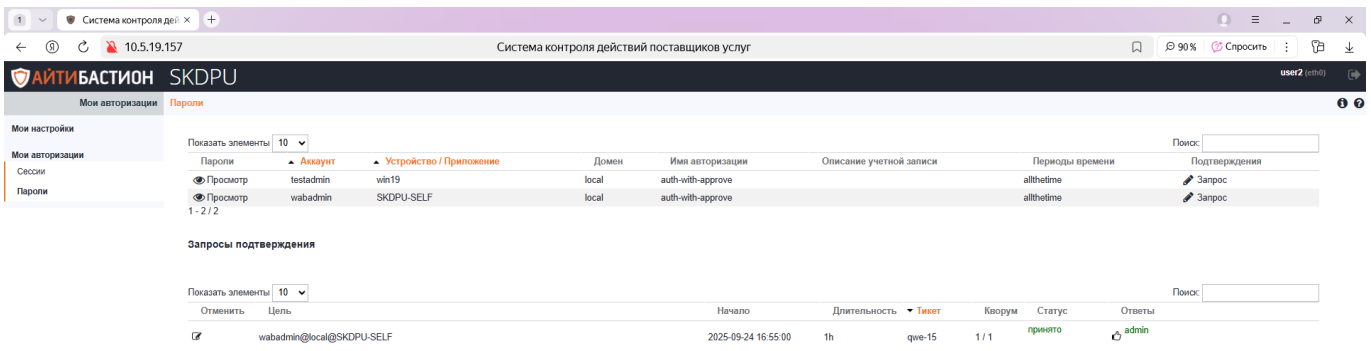 1 Система контроля дей
10.5.19.157 Система контроля действий поставщиков услуг 90 % Спросить
АЙТИБАСТИОН SKDPU user2 (eth0)
Мои авторизации Пароли
Мои настройки
Мои авторизации
Сессии
Пароли
Показать элементы 10 Поиск:
Пароли Аккаунт Устройство / Приложение Домен Имя авторизации Описание учетной записи Периоды времени Подтверждения
Просмотр testadmin win19 local auth-with-approve allthetime Запрос
Просмотр wabadmin SKDPU-SELF local auth-with-approve allthetime Запрос
1 - 2 / 2
Запросы подтверждения
Показать элементы 10 Поиск:
Отменить Цель Начало Длительность Тикет Кворум Статус Ответы
wabadmin@local@SKDPU-SELF 2025-09-24 16:55:00 1h qwe-15 1 / 1 принято admin